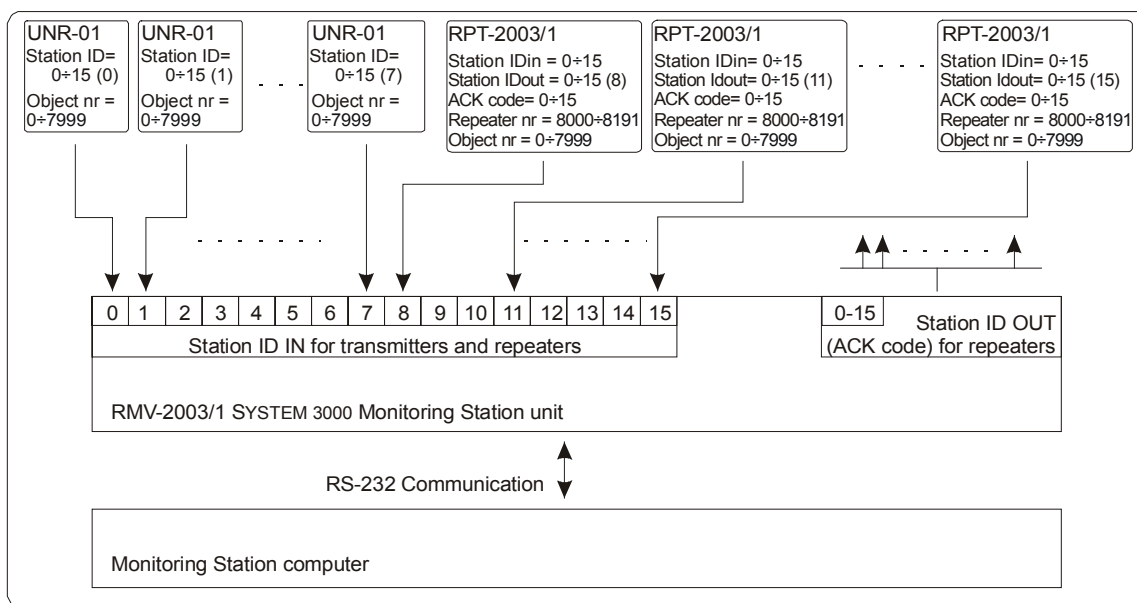 UNR-01
Station ID=
0÷15 (0)
Object nr =
0÷7999
UNR-01
Station ID=
0÷15 (1)
Object nr =
0÷7999
UNR-01
Station ID=
0÷15 (7)
Object nr =
0÷7999
RPT-2003/1
Station IDin = 0÷15
Station IDout = 0÷15 (8)
ACK code= 0÷15
Repeater nr = 8000÷8191
Object nr = 0÷7999
RPT-2003/1
Station IDin = 0÷15
Station Idout= 0÷15 (11)
ACK code= 0÷15
Repeater nr = 8000÷8191
Object nr = 0÷7999
RPT-2003/1
Station IDin = 0÷15
Station Idout= 0÷15 (15)
ACK code= 0÷15
Repeater nr = 8000÷8191
Object nr = 0÷7999
0 1 2 3 4 5 6 7 8 9 10 11 12 13 14 15
Station ID IN for transmitters and repeaters
0-15
Station ID OUT
(ACK code) for repeaters
RMV-2003/1 SYSTEM 3000 Monitoring Station unit
RS-232 Communication
Monitoring Station computer